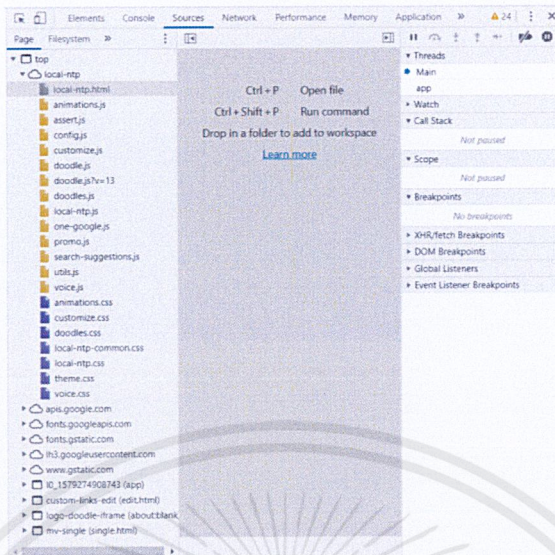 Elements Console Sources Network Performance Memory Application » 24
Page Filesystem »
top
local-ntp
local-ntp.html
animations.js
assert.js
config.js
customize.js
doodle.js
doodle.js?v=13
doodles.js
local-ntp.js
one-google.js
promo.js
search-suggestions.js
utils.js
voice.js
animations.css
customize.css
doodles.css
local-ntp-common.css
local-ntp.css
theme.css
voice.css
apis.google.com
fonts.googleapis.com
fonts.gstatic.com
lh3.googleusercontent.com
www.gstatic.com
I0_1579274908743 (app)
custom-links-edit (edit.html)
logo-doodle-iframe (about:blank
mv-single (single.html)
Ctrl + P Open file
Ctrl + Shift + P Run command
Drop in a folder to add to workspace
Learn more
Threads
Main
app
Watch
Call Stack
Not paused
Scope
Not paused
Breakpoints
No breakpoints
XHR/fetch Breakpoints
DOM Breakpoints
Global Listeners
Event Listener Breakpoints